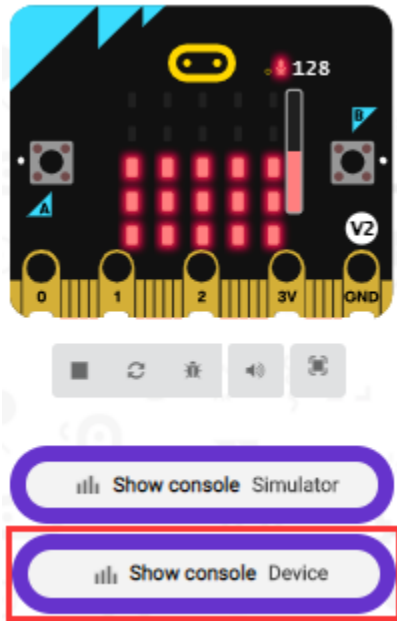 128
B
A
V2
0 1 2 3V GND
Show console Simulator
Show console Device